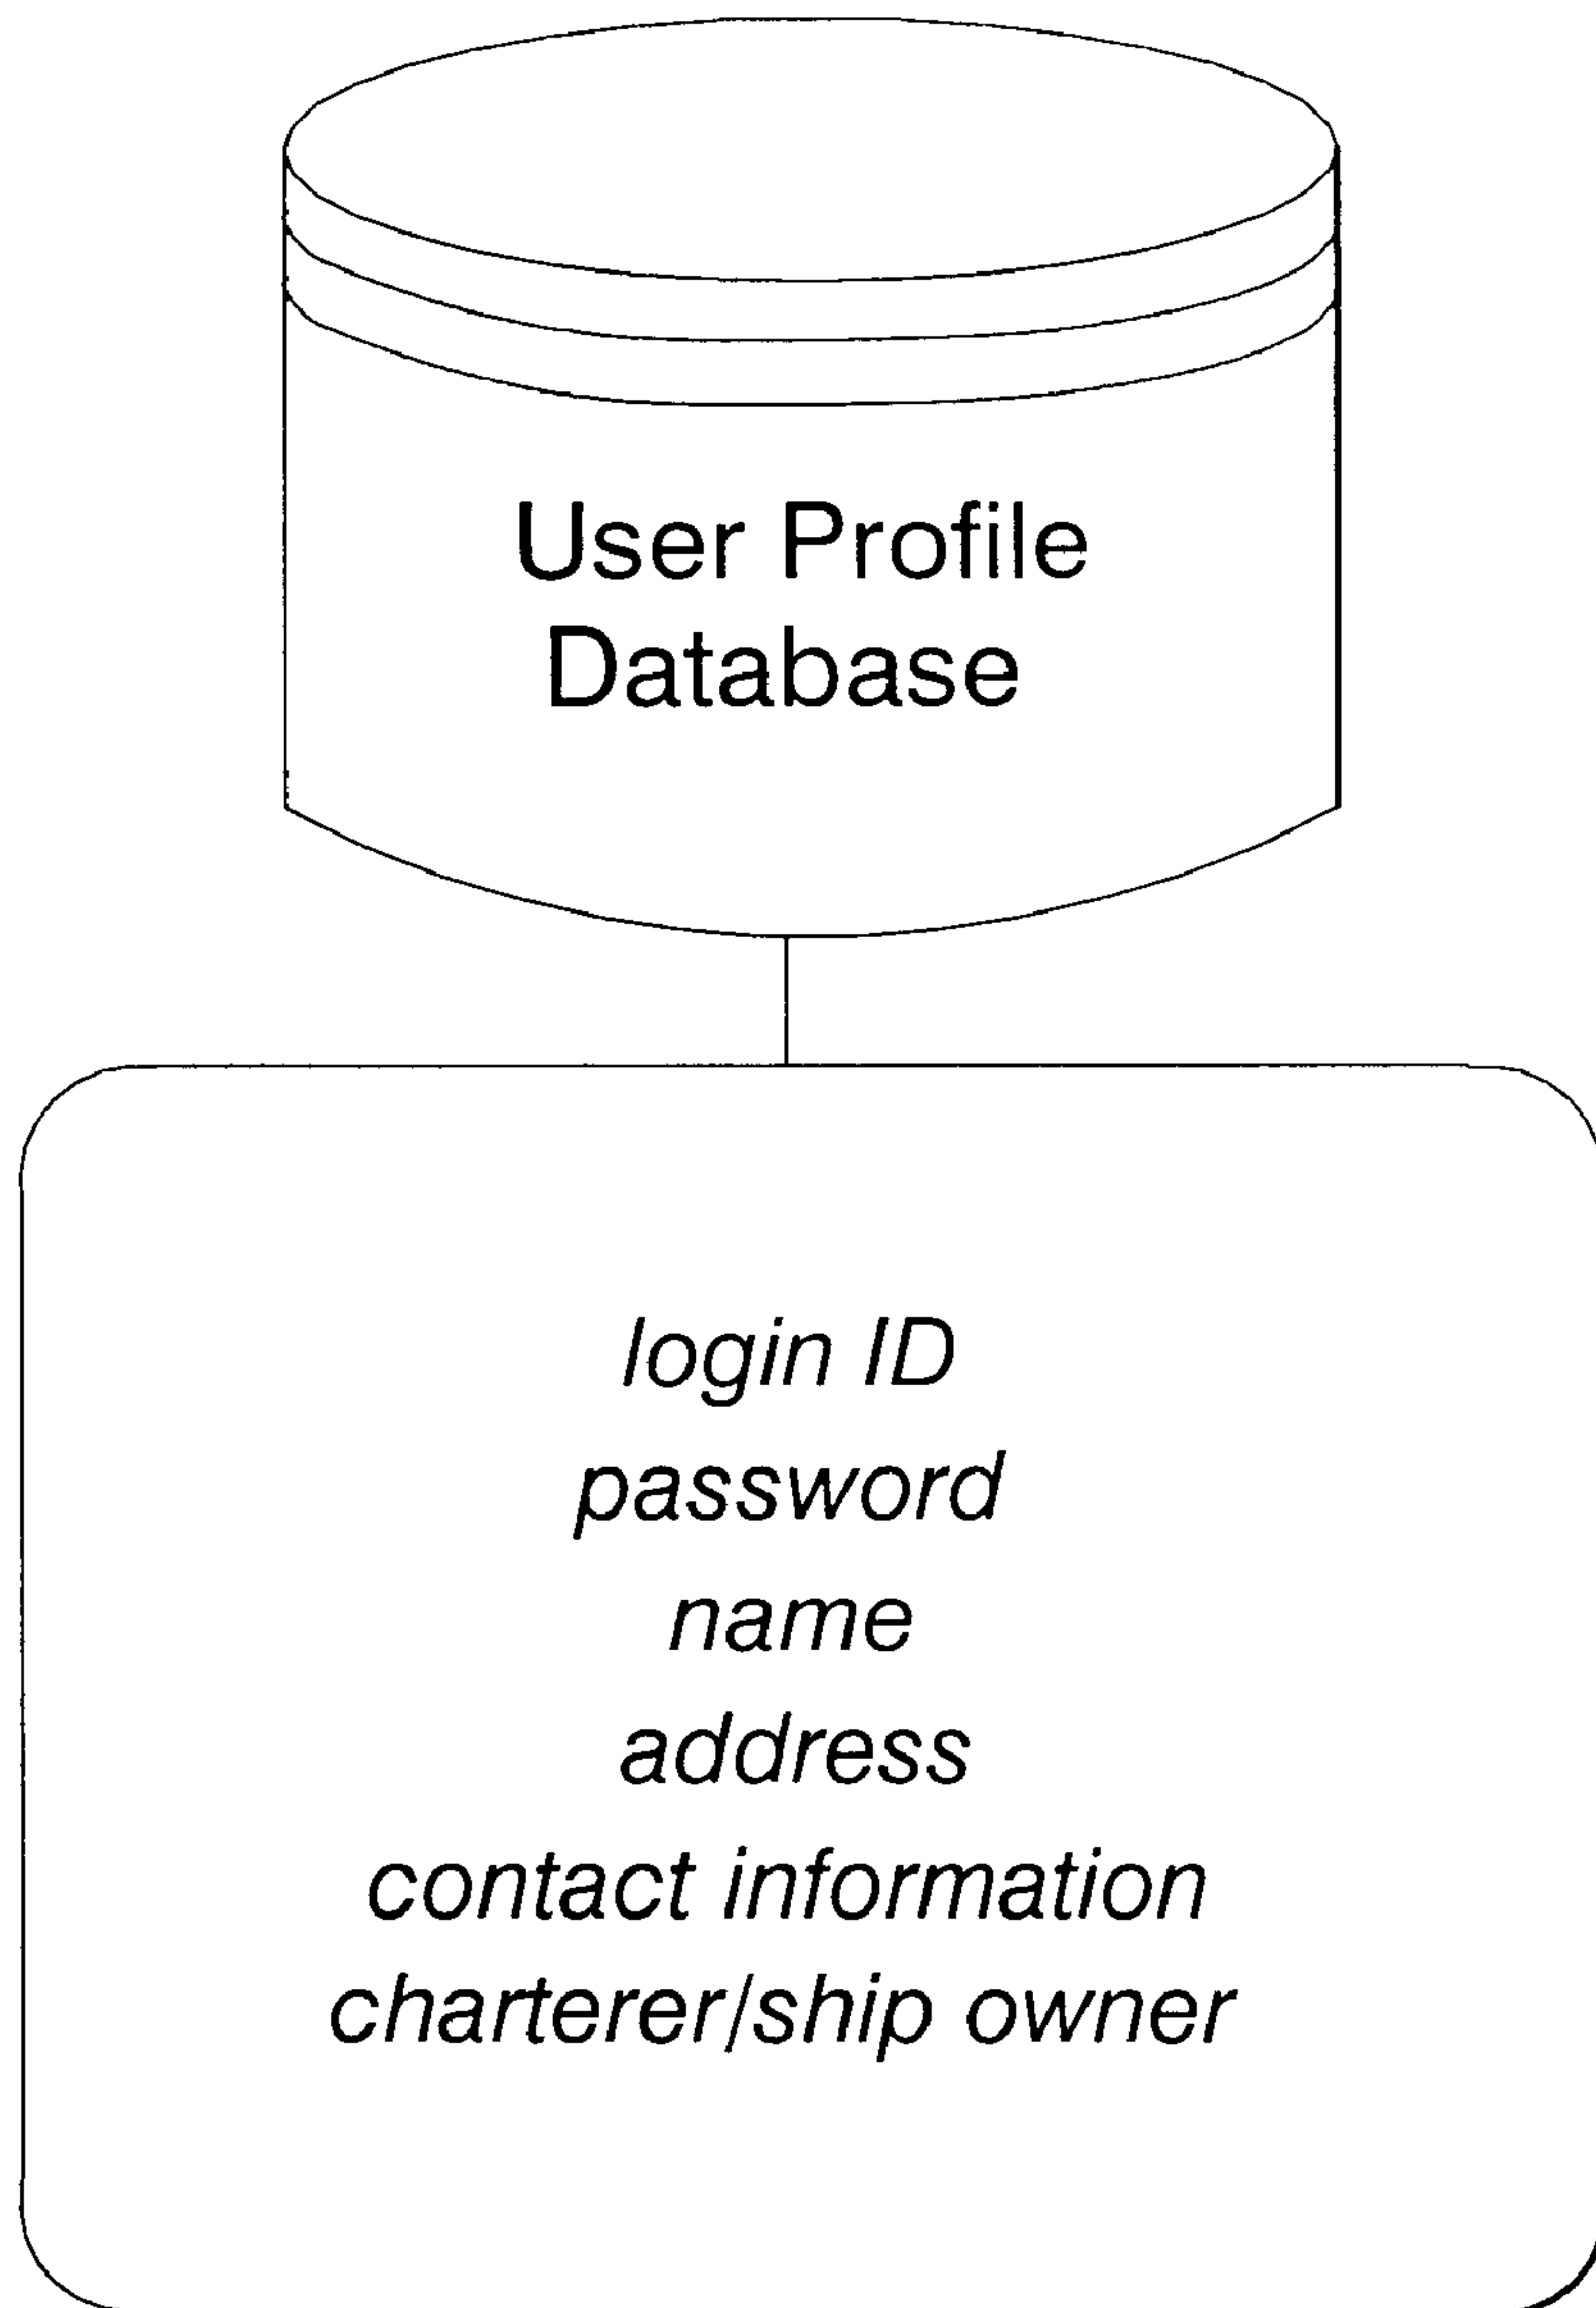 User Profile
Database
login ID
password
name
address
contact information
charterer/ship owner